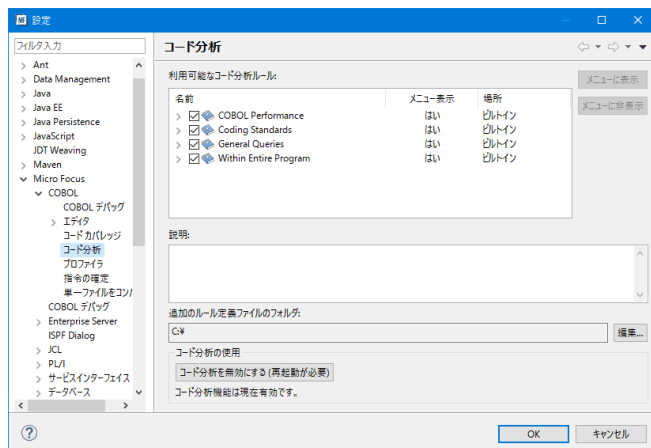 設定
フィルタ入力
Ant
Data Management
Java
Java EE
Java Persistence
JavaScript
JDT Weaving
Maven
Micro Focus
COBOL
COBOL デバッグ
エディタ
コード カバレッジ
コード分析
プロファイラ
指令の確定
単一ファイルをコンパ
COBOL デバッグ
Enterprise Server
ISPF Dialog
JCL
PL/I
サービスインターフェイス
データベース
コード分析
利用可能なコード分析ルール:
名前 メニュー表示 場所
COBOL Performance はい ビルトイン
Coding Standards はい ビルトイン
General Queries はい ビルトイン
Within Entire Program はい ビルトイン
メニューに表示
メニューに非表示
説明:
追加のルール定義ファイルのフォルダ:
C:¥
編集...
コード分析の使用
コード分析を無効にする (再起動が必要)
コード分析機能は現在有効です。
OK キャンセル